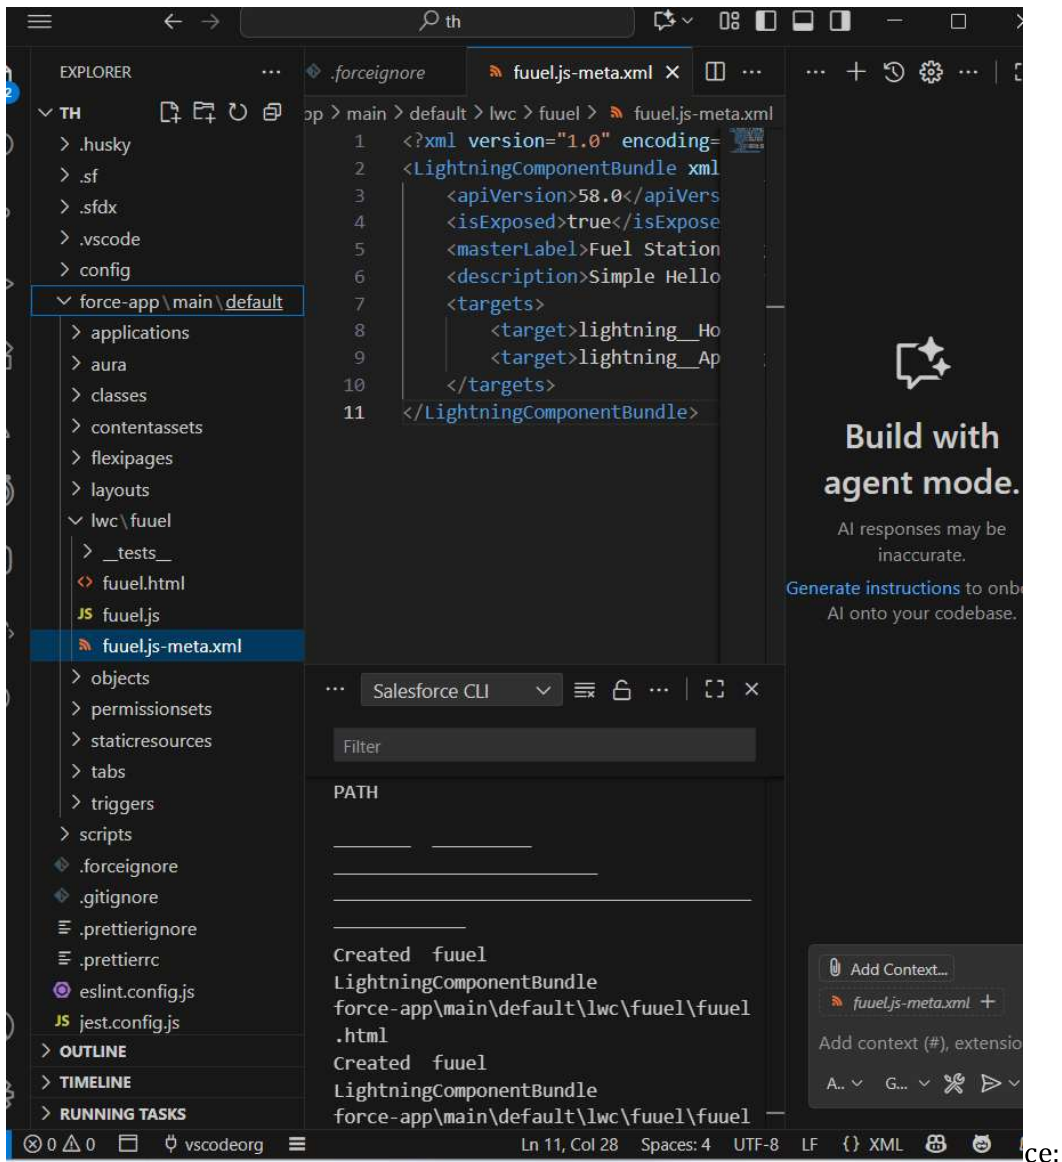 th
EXPLORER
TH
.husky
.sf
.sfdx
.vscode
config
force-app\main\default
applications
aura
classes
contentassets
flexipages
layouts
lwc\fuuel
__tests__
fuuel.html
JS fuuel.js
fuuel.js-meta.xml
objects
permissionsets
staticresources
tabs
triggers
scripts
.forceignore
.gitignore
.prettierignore
.prettierrc
eslint.config.js
JS jest.config.js
OUTLINE
TIMELINE
RUNNING TASKS
.forceignore
fuuel.js-meta.xml
pp > main > default > lwc > fuuel > fuuel.js-meta.xml
1 <?xml version="1.0" encoding=
2 <LightningComponentBundle xml
3 <apiVersion>58.0</apiVers
4 <isExposed>true</isExpose
5 <masterLabel>Fuel Station
6 <description>Simple Hello
7 <targets>
8 <target>lightning__Ho
9 <target>lightning__Ap
10 </targets>
11 </LightningComponentBundle>
Salesforce CLI
Filter
PATH
Created fuuel
LightningComponentBundle
force-app\main\default\lwc\fuuel\fuuel
.html
Created fuuel
LightningComponentBundle
force-app\main\default\lwc\fuuel\fuuel
Build with
agent mode.
AI responses may be
inaccurate.
Generate instructions to onb
AI onto your codebase.
Add Context...
fuuel.js-meta.xml +
Add context (#), extensio
A.. G...
2
0 0 vscodeorg Ln 11, Col 28 Spaces: 4 UTF-8 LF {} XML
ce: